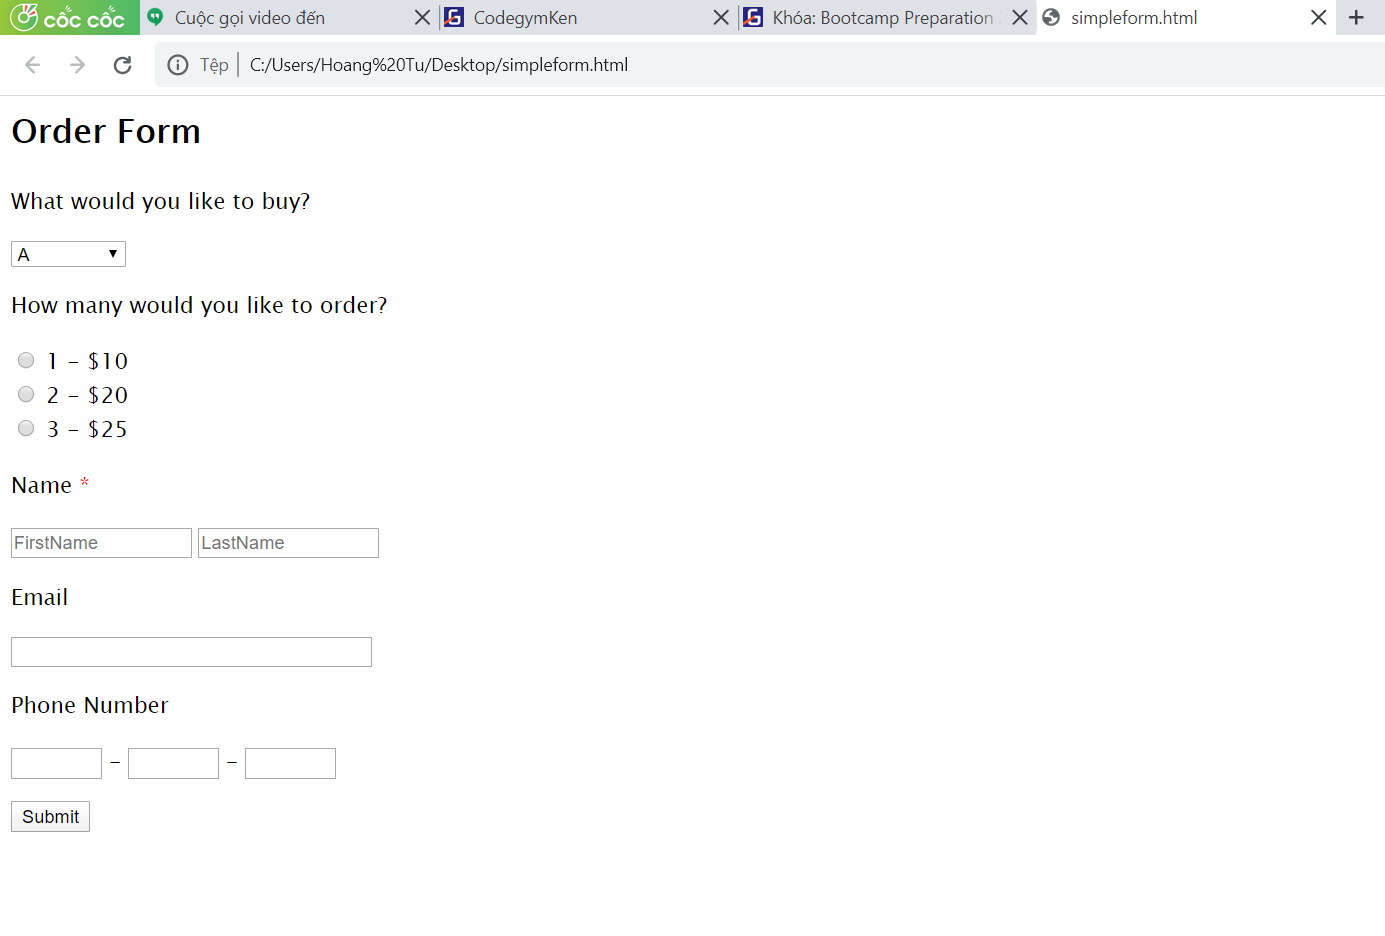 cốc cốc Cuộc gọi video đến CodegymKen Khóa: Bootcamp Preparation simpleform.html
Tệp C:/Users/Hoang%20Tu/Desktop/simpleform.html
Order Form
What would you like to buy?
A
How many would you like to order?
1 - $10
2 - $20
3 - $25
Name *
FirstName LastName
Email
Phone Number
- -
Submit